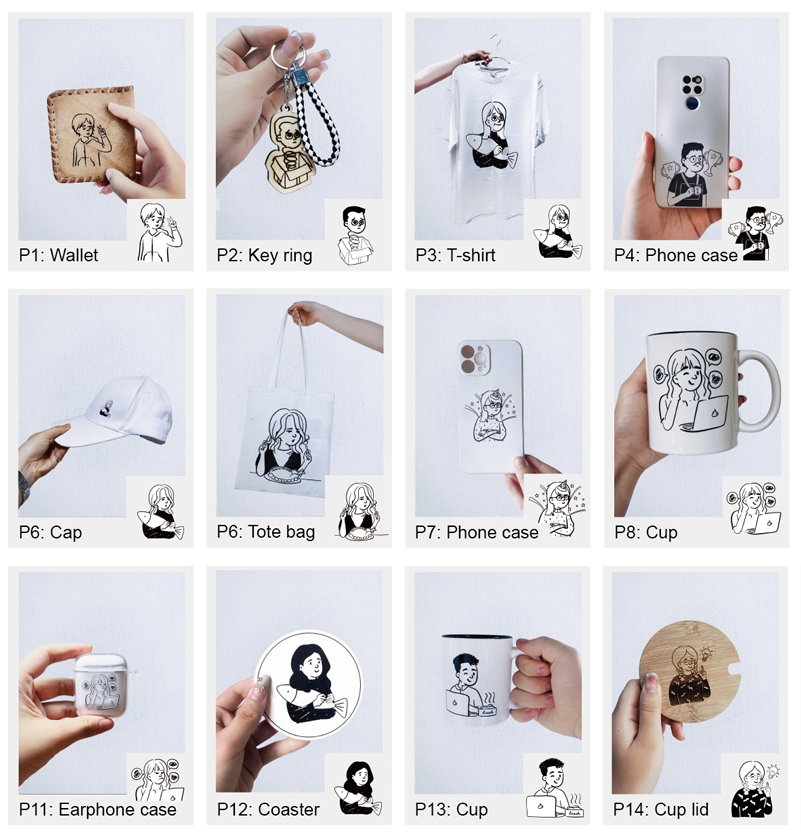 P1: Wallet
P2: Key ring
P3: T-shirt
P4: Phone case
P6: Cap
P6: Tote bag
P7: Phone case
P8: Cup
P11: Earphone case
P12: Coaster
P13: Cup
P14: Cup lid